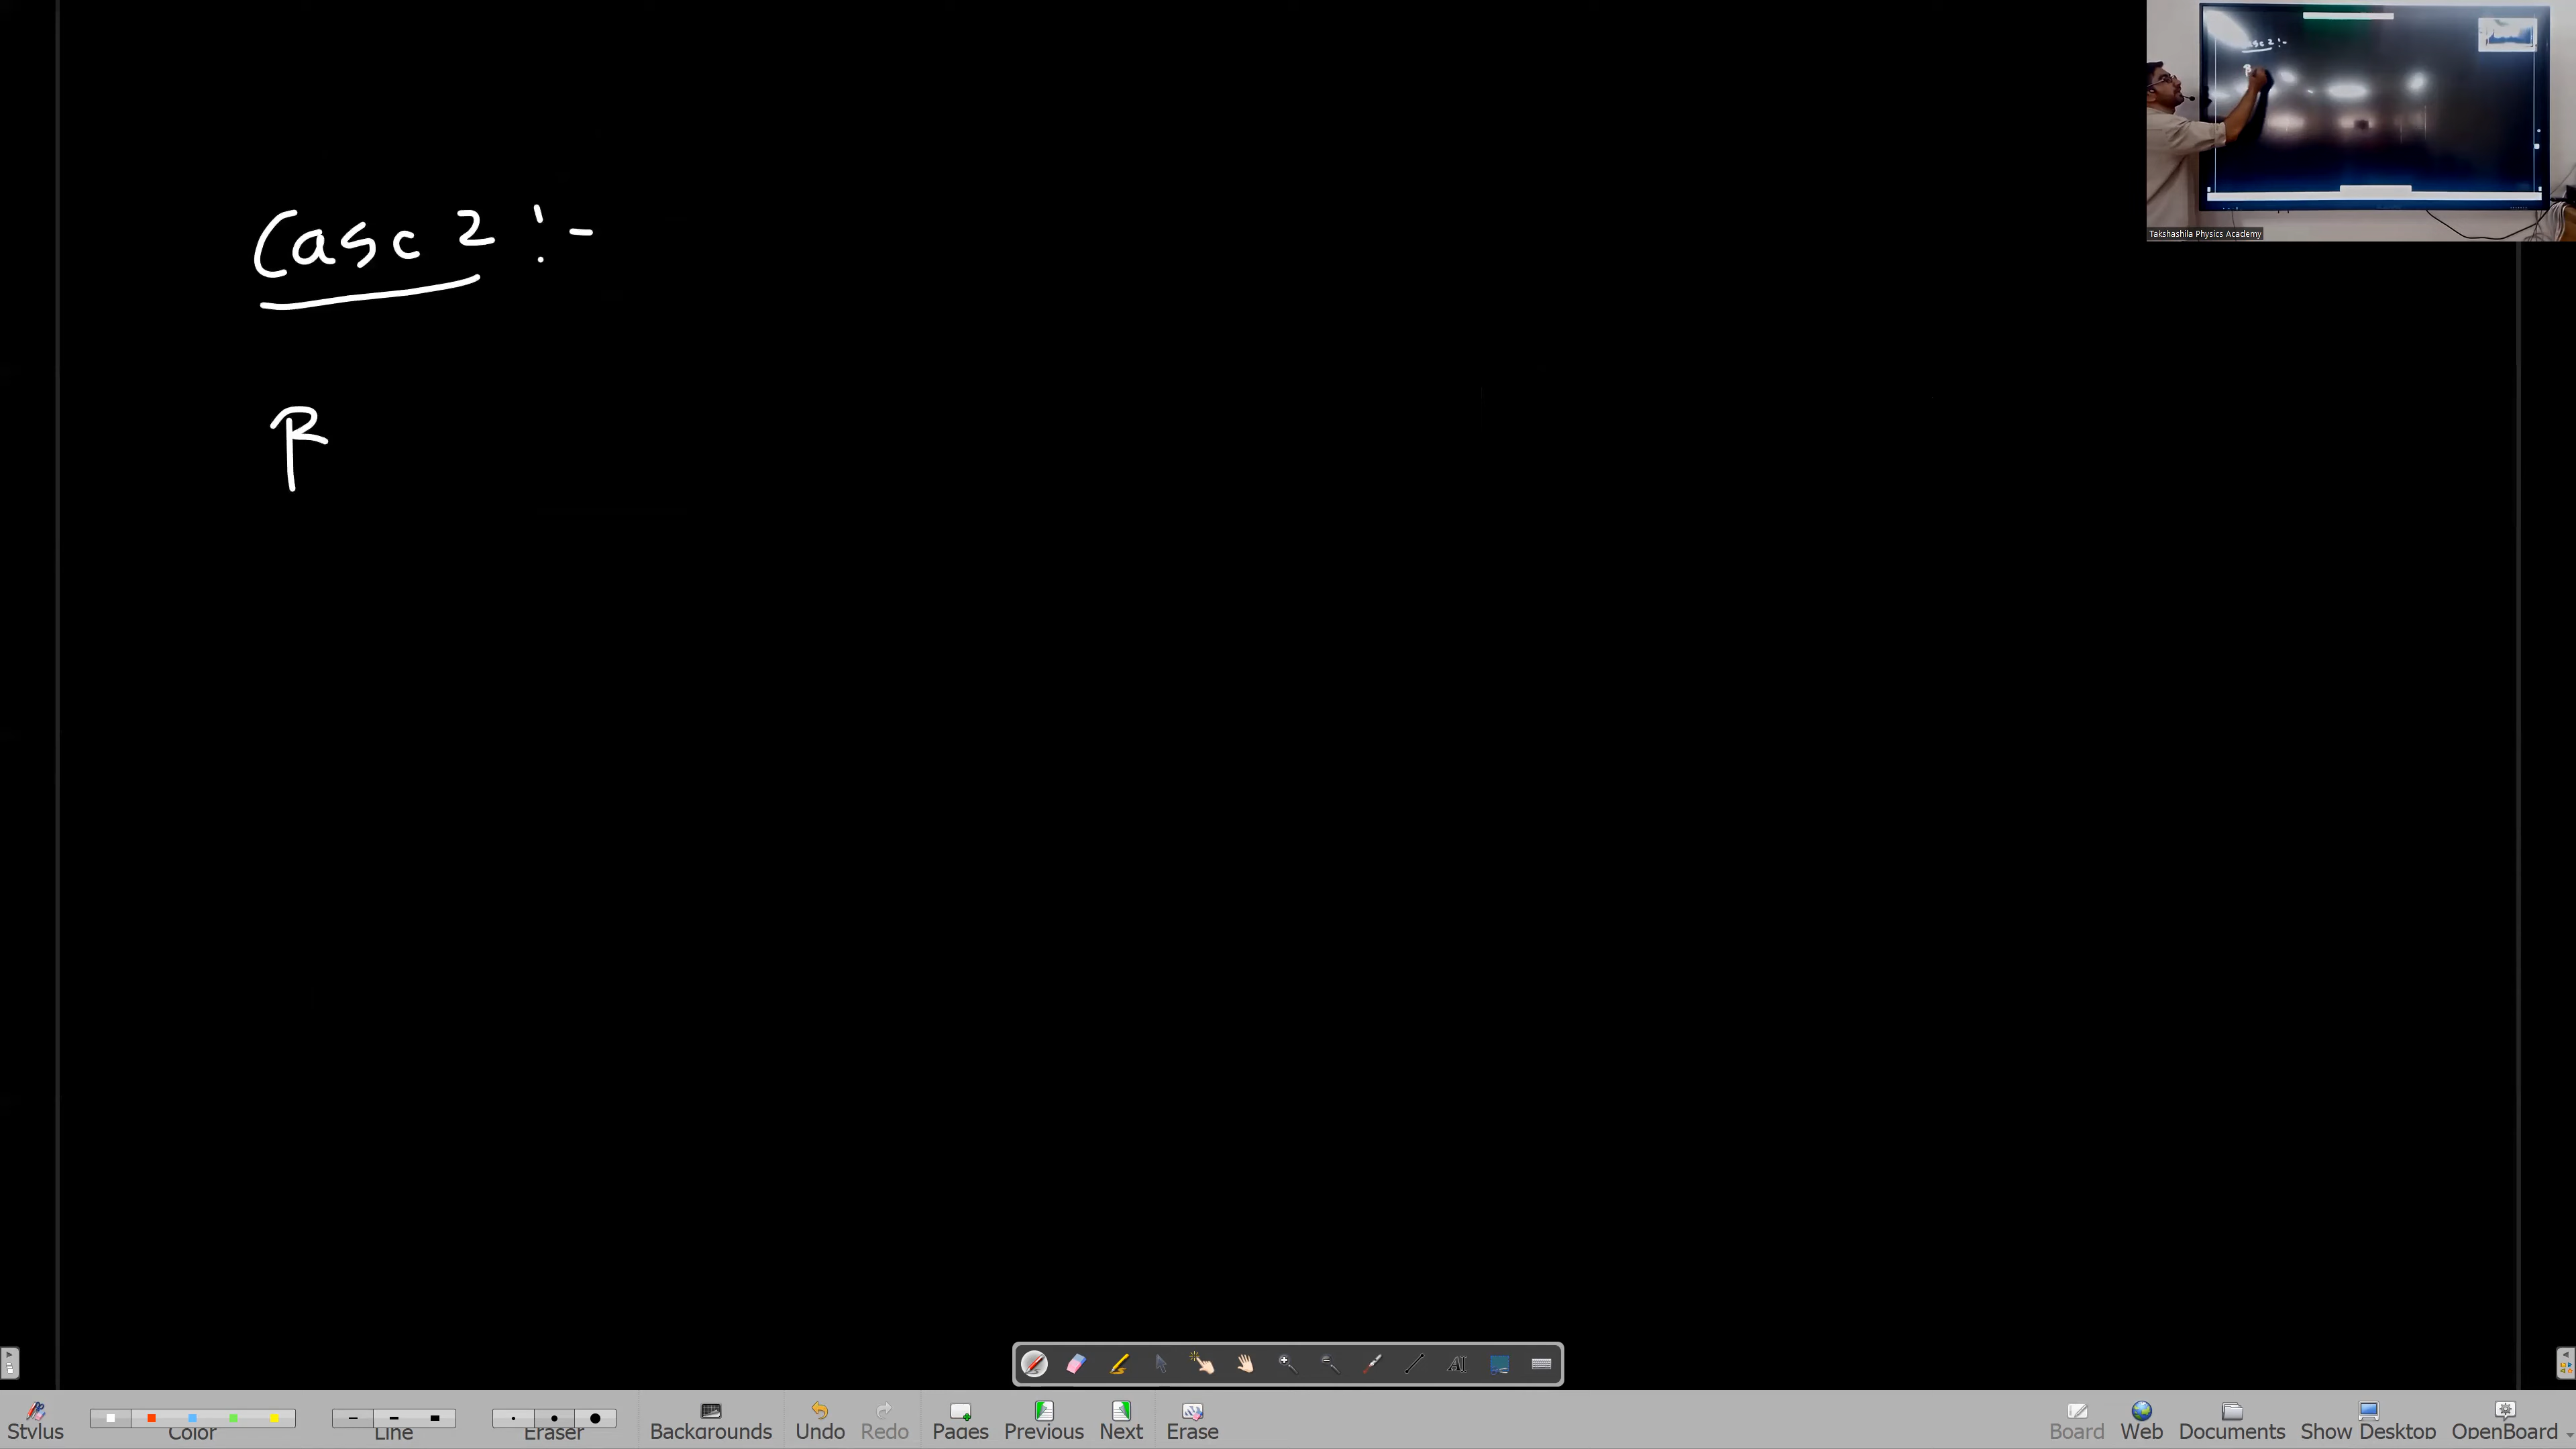 Case 2 :-
R
Takshashila Physics Academy
Stylus
Color
Line
Eraser
Backgrounds
Undo
Redo
Pages
Previous
Next
Erase
Board
Web
Documents
Show Desktop
OpenBoard